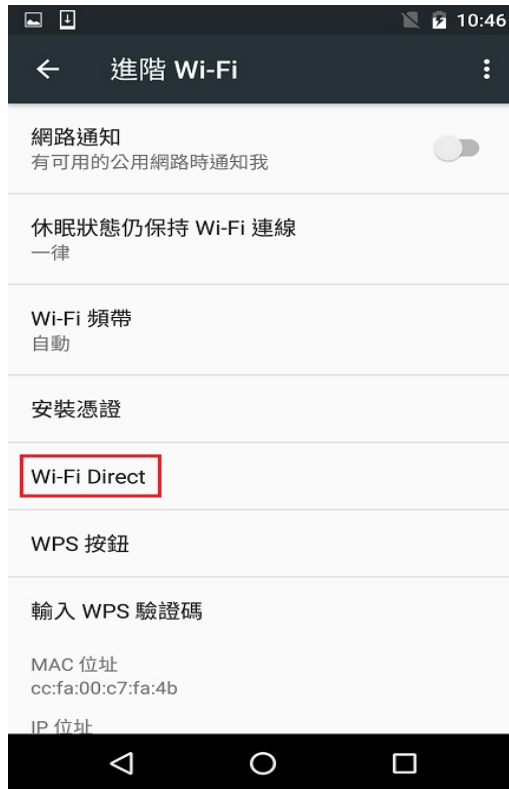 10:46
進階 Wi-Fi
網路通知
有可用的公用網路時通知我
休眠狀態仍保持 Wi-Fi 連線
一律
Wi-Fi 頻帶
自動
安裝憑證
Wi-Fi Direct
WPS 按鈕
輸入 WPS 驗證碼
MAC 位址
cc:fa:00:c7:fa:4b
IP 位址